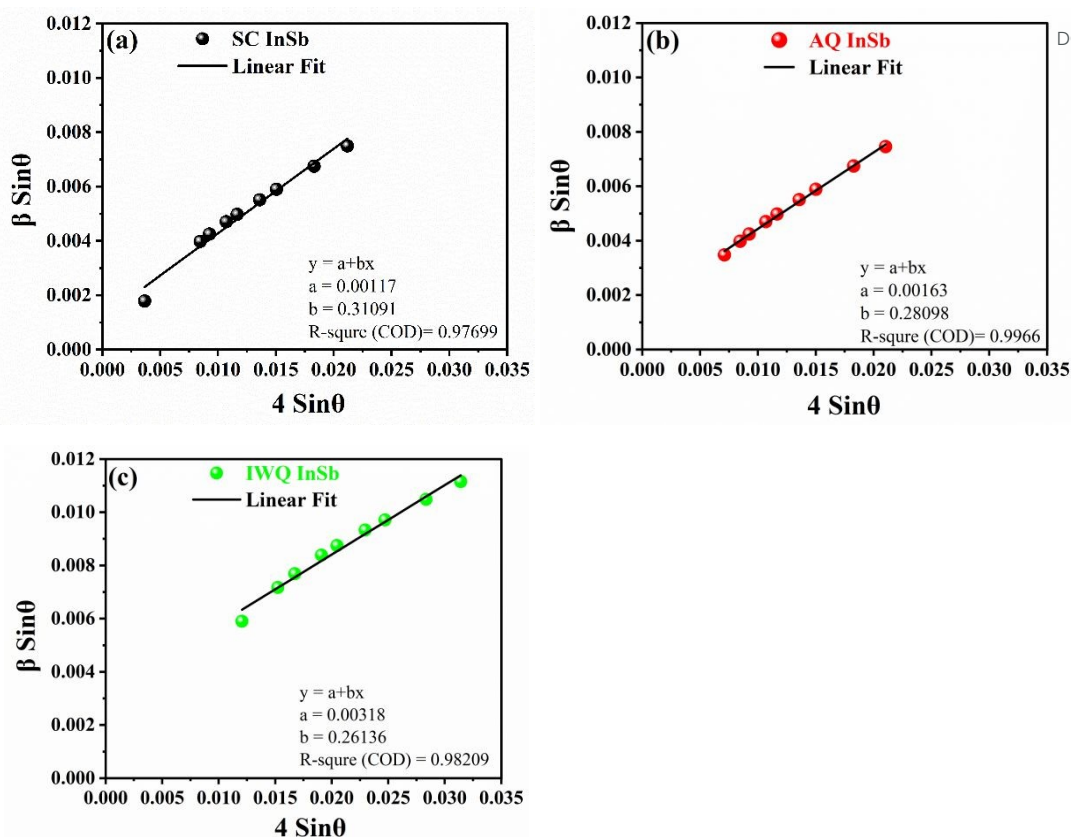 (a)
SC InSb
Linear Fit
0.012
0.010
0.008
0.006
0.004
0.002
0.000
β Sinθ
y = a+bx
a = 0.00117
b = 0.31091
R-squre (COD)= 0.97699
0.000 0.005 0.010 0.015 0.020 0.025 0.030 0.035
4 Sinθ
(b)
AQ InSb
Linear Fit
D
0.012
0.010
0.008
0.006
0.004
0.002
0.000
β Sinθ
y = a+bx
a = 0.00163
b = 0.28098
R-squre (COD)= 0.9966
0.000 0.005 0.010 0.015 0.020 0.025 0.030 0.035
4 Sinθ
(c)
IWQ InSb
Linear Fit
0.012
0.010
0.008
0.006
0.004
0.002
0.000
β Sinθ
y = a+bx
a = 0.00318
b = 0.26136
R-squre (COD) = 0.98209
0.000 0.005 0.010 0.015 0.020 0.025 0.030 0.035
4 Sinθ